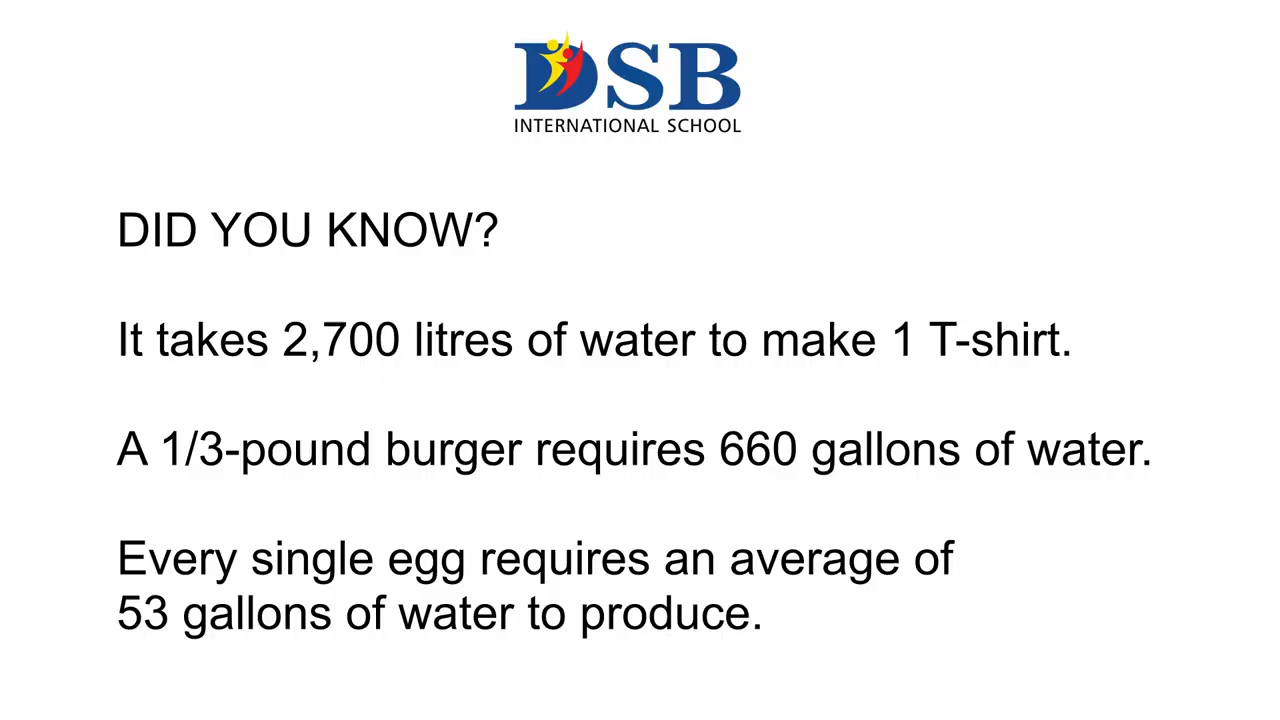 DSB
INTERNATIONAL SCHOOL
DID YOU KNOW?
It takes 2,700 litres of water to make 1 T-shirt.
A 1/3-pound burger requires 660 gallons of water.
Every single egg requires an average of
53 gallons of water to produce.